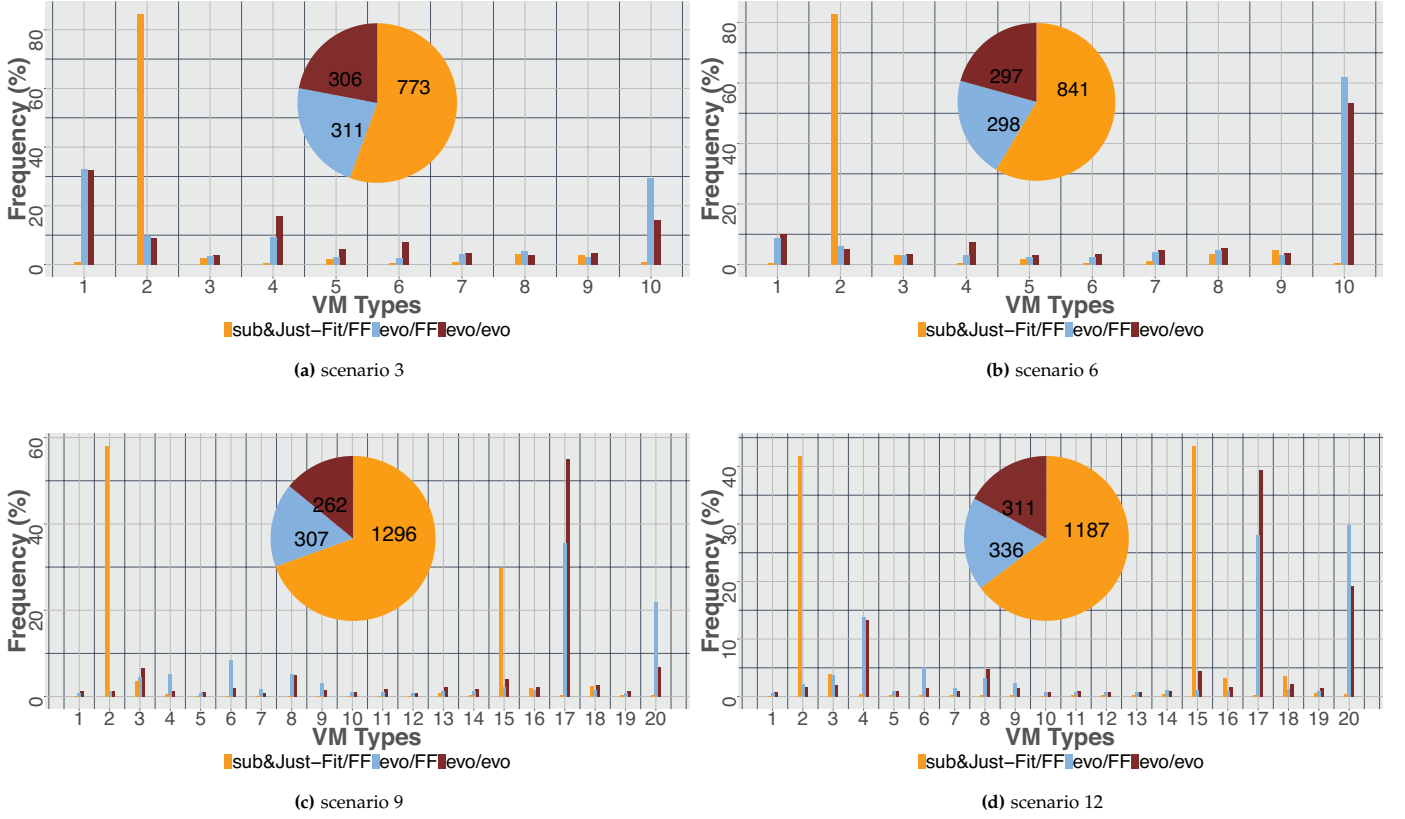 Frequency (%)
0 20 40 60 80
306 773
311
1 2 3 4 5 6 7 8 9 10
VM Types
sub&Just-Fit/FF evo/FF evo/evo
(a) scenario 3
Frequency (%)
0 20 40 60 80
297 841
298
1 2 3 4 5 6 7 8 9 10
VM Types
sub&Just-Fit/FF evo/FF evo/evo
(b) scenario 6
Frequency (%)
0 20 40 60
262
307 1296
1 2 3 4 5 6 7 8 9 10 11 12 13 14 15 16 17 18 19 20
VM Types
sub&Just-Fit/FF evo/FF evo/evo
(c) scenario 9
Frequency (%)
0 10 20 30 40
311 1187
336
1 2 3 4 5 6 7 8 9 10 11 12 13 14 15 16 17 18 19 20
VM Types
sub&Just-Fit/FF evo/FF evo/evo
(d) scenario 12